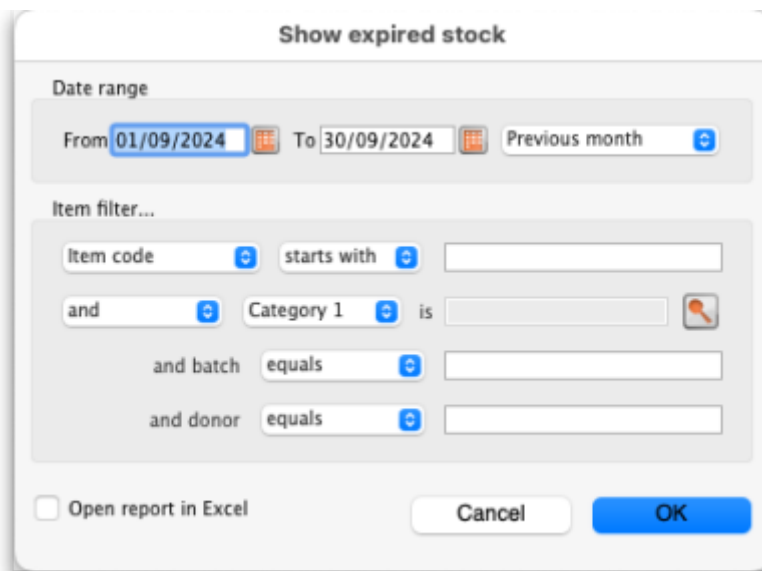 Show expired stock
Date range
From 01/09/2024 To 30/09/2024 Previous month
Item filter...
Item code starts with
and Category 1 is
and batch equals
and donor equals
Open report in Excel Cancel OK